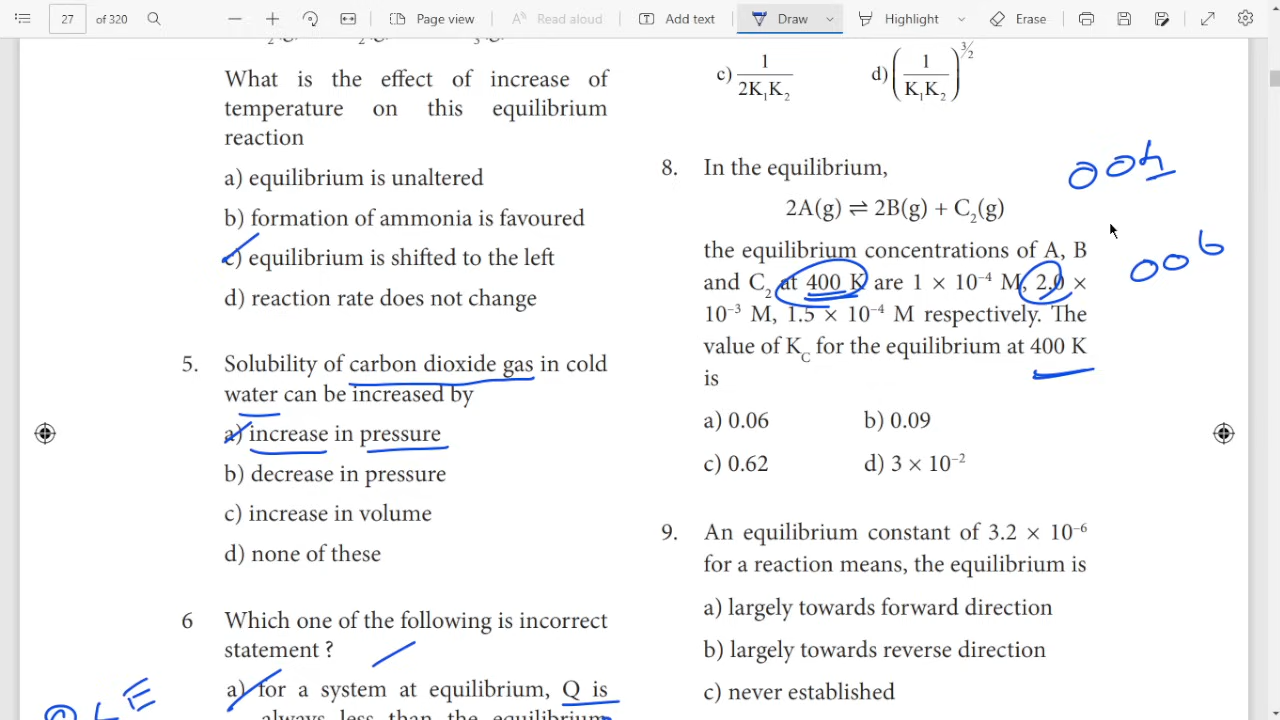 27 of 320 Page view Read aloud Add text Draw Highlight Erase
What is the effect of increase of
temperature on this equilibrium
reaction
a) equilibrium is unaltered
b) formation of ammonia is favoured
c) equilibrium is shifted to the left
d) reaction rate does not change
5. Solubility of carbon dioxide gas in cold
water can be increased by
a) increase in pressure
b) decrease in pressure
c) increase in volume
d) none of these
6 Which one of the following is incorrect
statement ?
a) for a system at equilibrium, Q is
always less than the equilibrium
c) 1/2K₁K₂ d) (1/K₁K₂)^3/2
8. In the equilibrium,
2A(g) ⇌ 2B(g) + C₂(g)
the equilibrium concentrations of A, B
and C₂ at 400 K are 1 × 10⁻⁴ M, 2.0 ×
10⁻³ M, 1.5 × 10⁻⁴ M respectively. The
value of K_C for the equilibrium at 400 K
is
a) 0.06 b) 0.09
c) 0.62 d) 3 × 10⁻²
9. An equilibrium constant of 3.2 × 10⁻⁶
for a reaction means, the equilibrium is
a) largely towards forward direction
b) largely towards reverse direction
c) never established
004
006